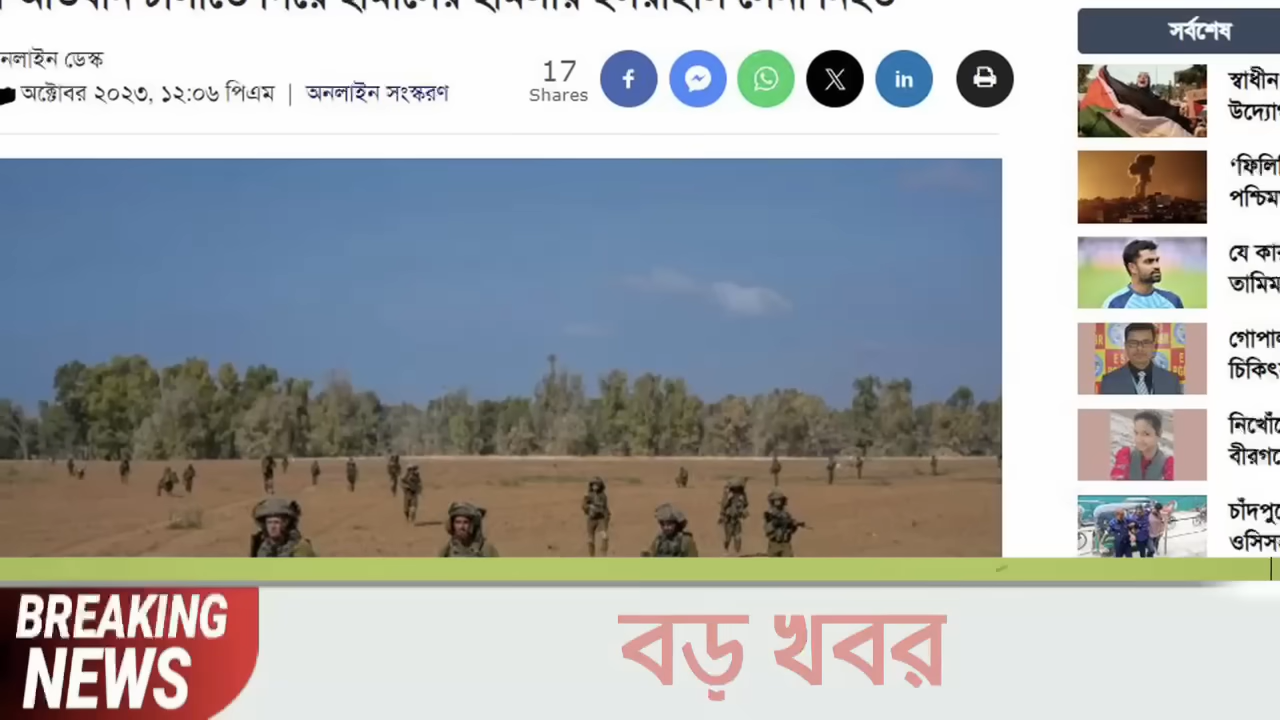 নলাইন ডেস্ক
অক্টোবর ২০২৩, ১২:০৬ পিএম | অনলাইন সংস্করণ
17
Shares
সর্বশেষ
স্বাধীন
‘ফিলি
পশ্চিম
যে কা
তামিম
গোপাল
চিকিৎ
নিখোঁ
বীরগ
চাঁদপু
ওসিস
BREAKING
NEWS
বড় খবর